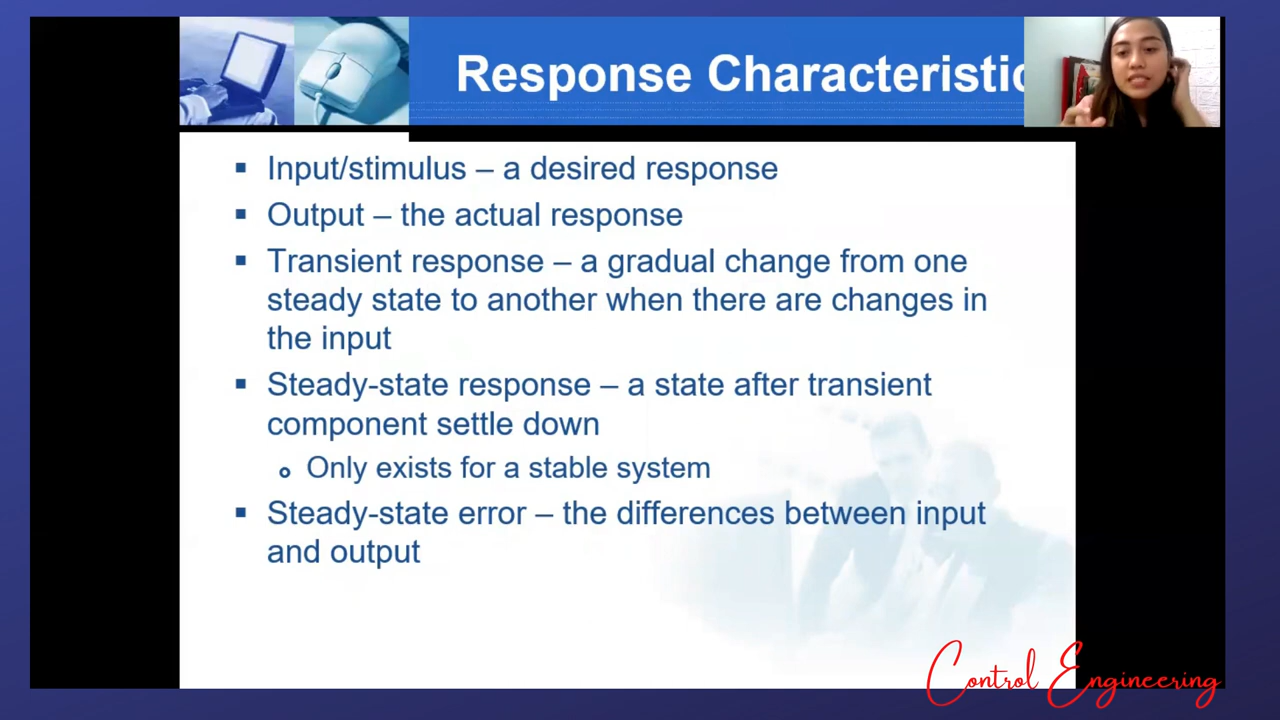 Response Characteristic
Input/stimulus – a desired response
Output – the actual response
Transient response – a gradual change from one
steady state to another when there are changes in
the input
Steady-state response – a state after transient
component settle down
Only exists for a stable system
Steady-state error – the differences between input
and output
Control Engineering